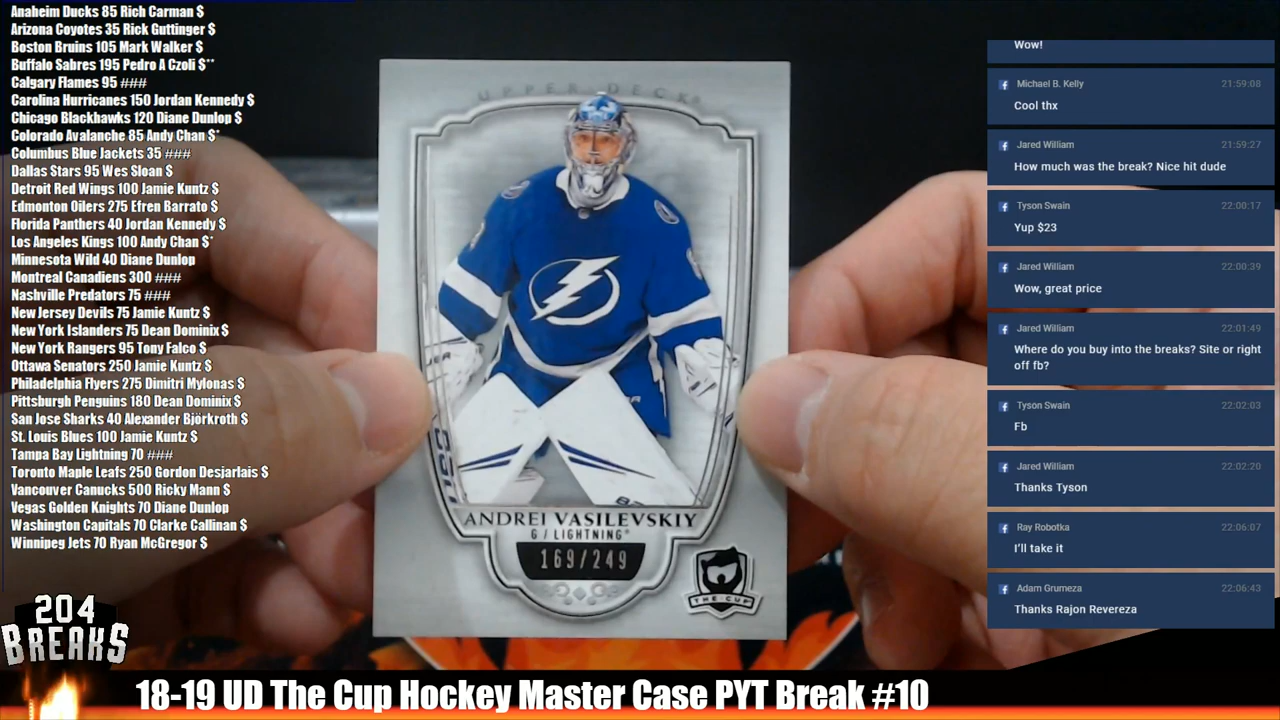 Anaheim Ducks 85 Rich Carman $
Arizona Coyotes 35 Rick Guttinger $
Boston Bruins 105 Mark Walker $
Buffalo Sabres 195 Pedro A Czoli $**
Calgary Flames 95 ###
Carolina Hurricanes 150 Jordan Kennedy $
Chicago Blackhawks 120 Diane Dunlop $
Colorado Avalanche 85 Andy Chan $*
Columbus Blue Jackets 35 ###
Dallas Stars 95 Wes Sloan $
Detroit Red Wings 100 Jamie Kuntz $
Edmonton Oilers 275 Efren Barrato $
Florida Panthers 40 Jordan Kennedy $
Los Angeles Kings 100 Andy Chan $*
Minnesota Wild 40 Diane Dunlop
Montreal Canadiens 300 ###
Nashville Predators 75 ###
New Jersey Devils 75 Jamie Kuntz $
New York Islanders 75 Dean Dominix $
New York Rangers 95 Tony Falco $
Ottawa Senators 250 Jamie Kuntz $
Philadelphia Flyers 275 Dimitri Mylonas $
Pittsburgh Penguins 180 Dean Dominix $
San Jose Sharks 40 Alexander Björkroth $
St. Louis Blues 100 Jamie Kuntz $
Tampa Bay Lightning 70 ###
Toronto Maple Leafs 250 Gordon Desjarlais $
Vancouver Canucks 500 Ricky Mann $
Vegas Golden Knights 70 Diane Dunlop
Washington Capitals 70 Clarke Callinan $
Winnipeg Jets 70 Ryan McGregor $
204
BREAKS
UPPER DECK
ANDREI VASILEVSKIY
G / LIGHTNING
169/249
THE CUP
Wow!
Michael B. Kelly 21:59:08
Cool thx
Jared William 21:59:27
How much was the break? Nice hit dude
Tyson Swain 22:00:17
Yup $23
Jared William 22:00:39
Wow, great price
Jared William 22:01:49
Where do you buy into the breaks? Site or right
off fb?
Tyson Swain 22:02:03
Fb
Jared William 22:02:20
Thanks Tyson
Ray Robotka 22:06:07
I'll take it
Adam Grumeza 22:06:43
Thanks Rajon Revereza
18-19 UD The Cup Hockey Master Case PYT Break #10